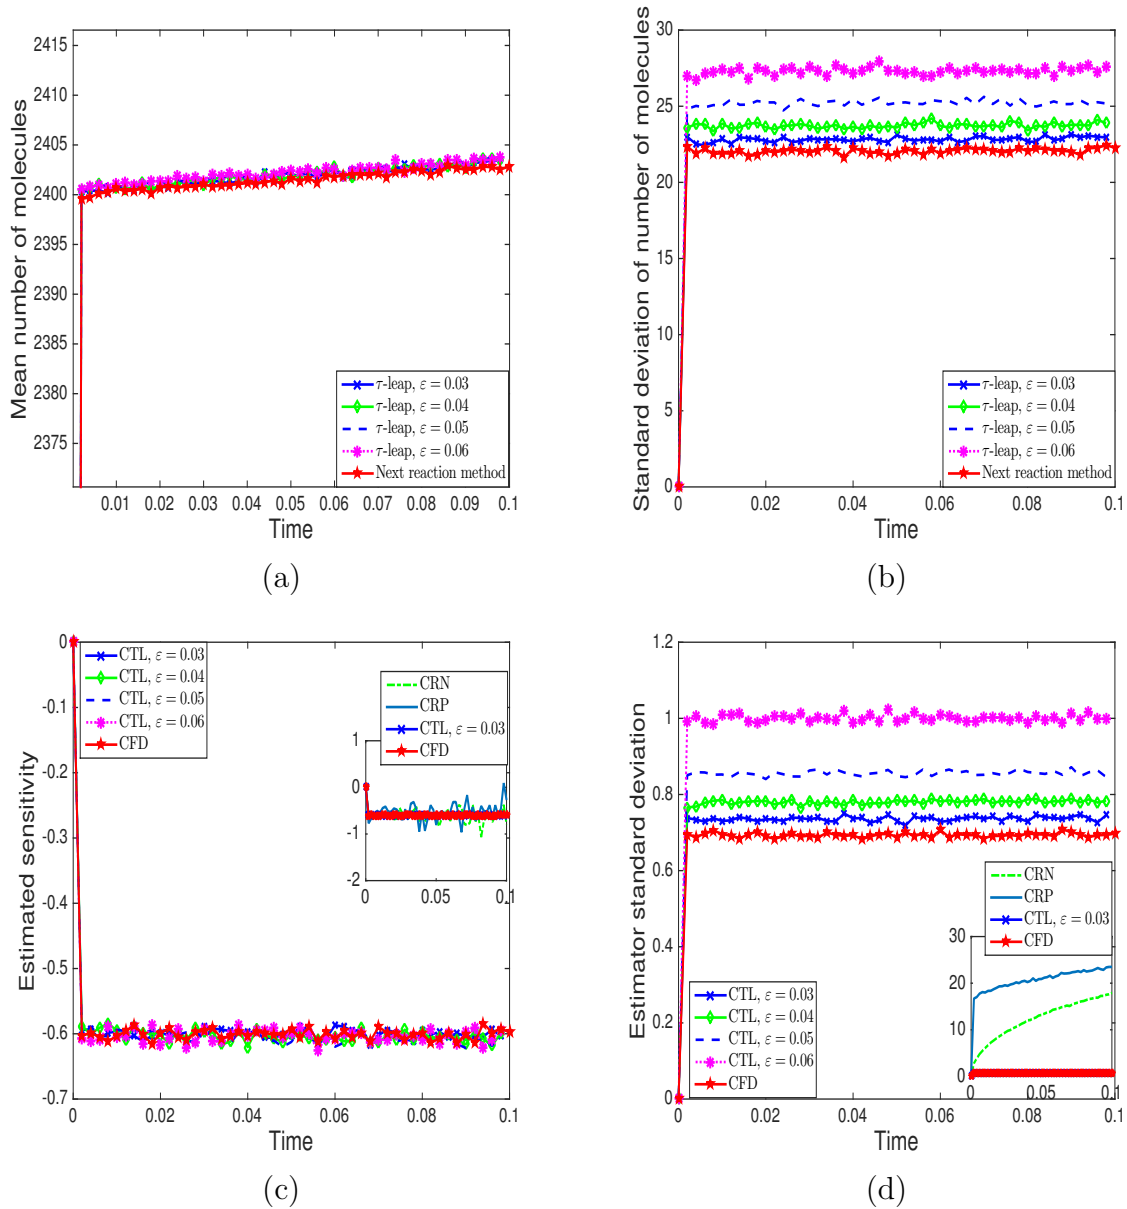 Mean number of molecules
2415
2410
2405
2400
2395
2390
2385
2380
2375
0.01 0.02 0.03 0.04 0.05 0.06 0.07 0.08 0.09 0.1
Time
τ-leap, ε = 0.03
τ-leap, ε = 0.04
τ-leap, ε = 0.05
τ-leap, ε = 0.06
Next reaction method
(a)
Standard deviation of number of molecules
30
25
20
15
10
5
0
0 0.02 0.04 0.06 0.08 0.1
Time
τ-leap, ε = 0.03
τ-leap, ε = 0.04
τ-leap, ε = 0.05
τ-leap, ε = 0.06
Next reaction method
(b)
Estimated sensitivity
0
-0.1
-0.2
-0.3
-0.4
-0.5
-0.6
-0.7
0 0.02 0.04 0.06 0.08 0.1
Time
CTL, ε = 0.03
CTL, ε = 0.04
CTL, ε = 0.05
CTL, ε = 0.06
CFD
CRN
CRP
CTL, ε = 0.03
CFD
1
0
-1
-2
0 0.05 0.1
(c)
Estimator standard deviation
1.2
1
0.8
0.6
0.4
0.2
0
0 0.02 0.04 0.06 0.08 0.1
Time
CTL, ε = 0.03
CTL, ε = 0.04
CTL, ε = 0.05
CTL, ε = 0.06
CFD
CRN
CRP
CTL, ε = 0.03
CFD
30
20
10
0
0 0.05 0.1
(d)